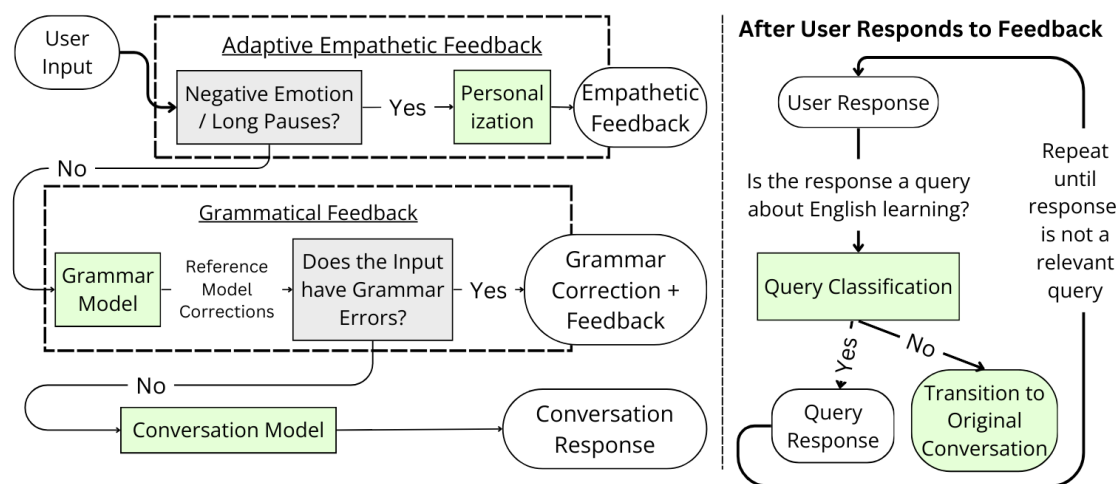 User
Input
Adaptive Empathetic Feedback
Negative Emotion
/ Long Pauses?
Yes
Personal
ization
Empathetic
Feedback
No
Grammatical Feedback
Grammar
Model
Reference
Model
Corrections
Does the Input
have Grammar
Errors?
Yes
Grammar
Correction +
Feedback
No
Conversation Model
Conversation
Response
After User Responds to Feedback
User Response
Is the response a query
about English learning?
Query Classification
Yes
No
Query
Response
Transition to
Original
Conversation
Repeat
until
response
is not a
relevant
query